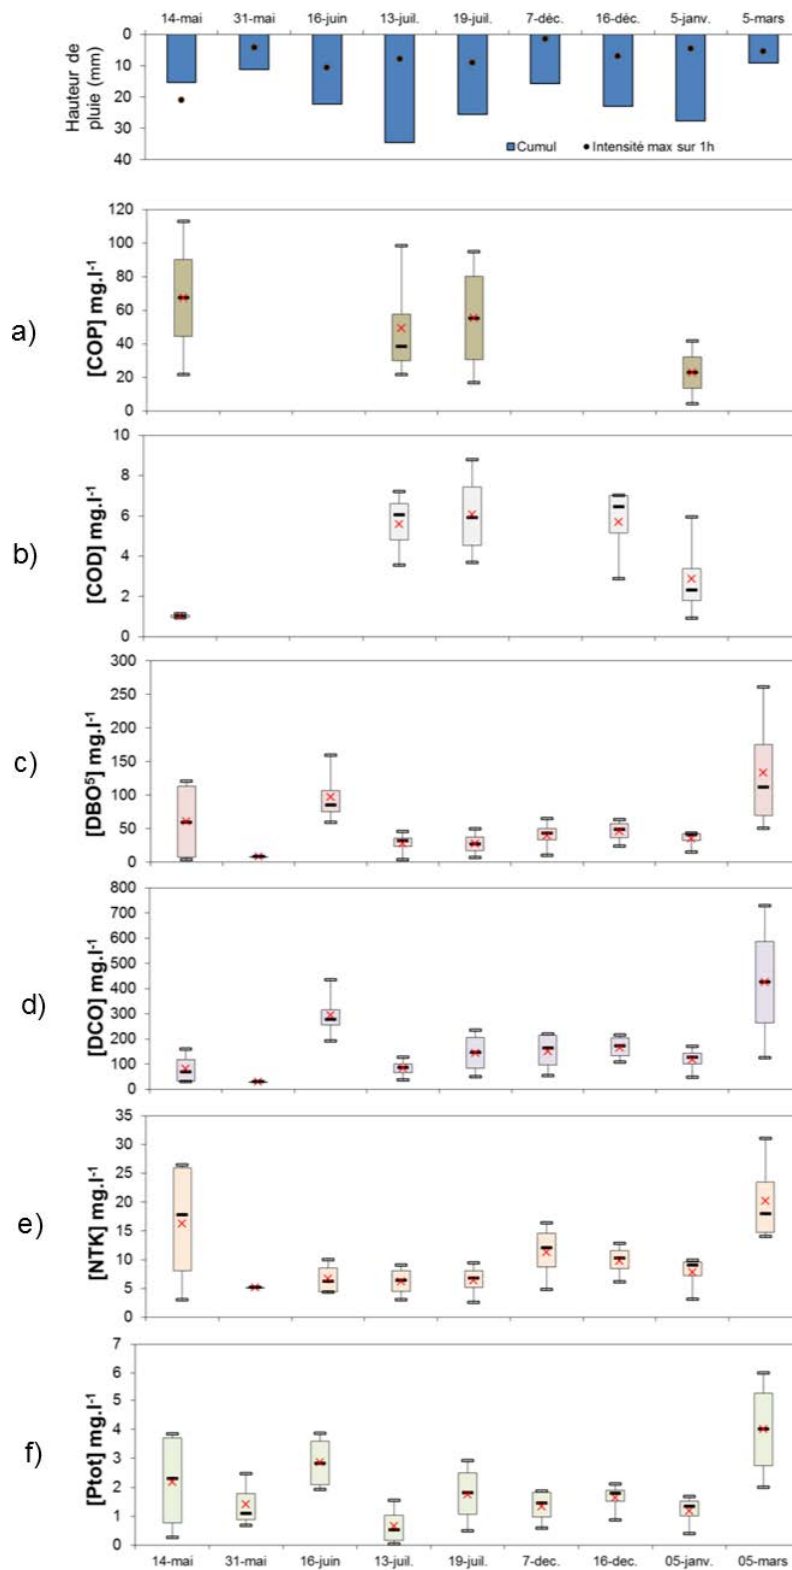 14-mai 31-mai 16-juin 13-juil. 19-juil. 7-déc. 16-déc. 5-janv. 5-mars
Hauteur de
pluie (mm)
0
10
20
30
40
Cumul Intensité max sur 1h
a)
[COP] mg.l-1
120
100
80
60
40
20
0
b)
[COD] mg.l-1
10
8
6
4
2
0
c)
[DBO5] mg.l-1
300
250
200
150
100
50
0
d)
[DCO] mg.l-1
800
700
600
500
400
300
200
100
0
e)
[NTK] mg.l-1
35
30
25
20
15
10
5
0
f)
[Ptot] mg.l-1
7
6
5
4
3
2
1
0
14-mai 31-mai 16-juin 13-juil. 19-juil. 7-dec. 16-dec. 05-janv. 05-mars